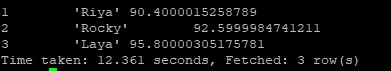 1 'Riya' 90.4000015258789
2 'Rocky' 92.5999984741211
3 'Laya' 95.80000305175781
Time taken: 12.361 seconds, Fetched: 3 row(s)